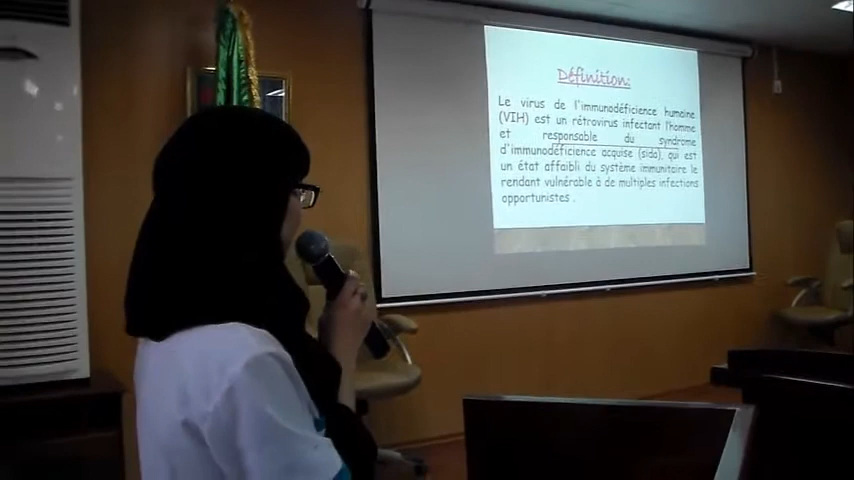 Définition:
Le virus de l'immunodéficience humaine
(VIH) est un rétrovirus infectant l'homme
et responsable du syndrome
d'immunodéficience acquise (sida), qui est
un état affaibli du système immunitaire le
rendant vulnérable à de multiples infections
opportunistes.